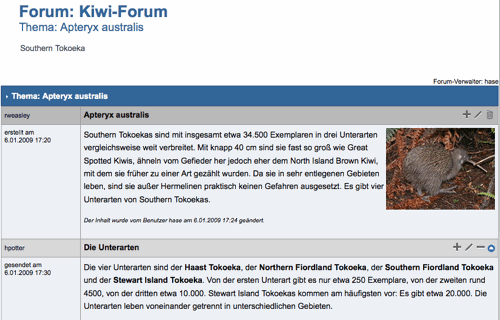 Forum: Kiwi-Forum
Thema: Apteryx australis
Southern Tokoeka
Forum-Verwalter: hase
Thema: Apteryx australis
rweasley
Apteryx australis
erstellt am
6.01.2009 17:20
Southern Tokoekas sind mit insgesamt etwa 34.500 Exemplaren in drei Unterarten
vergleichsweise weit verbreitet. Mit knapp 40 cm sind sie fast so groß wie Great
Spotted Kiwis, ähneln vom Gefieder her jedoch eher dem North Island Brown Kiwi,
mit dem sie früher zu einer Art gezählt wurden. Da sie in sehr entlegenen Gebieten
leben, sind sie außer Hermelinen praktisch keinen Gefahren ausgesetzt. Es gibt vier
Unterarten von Southern Tokoekas.
Der Inhalt wurde vom Benutzer hase am 6.01.2009 17:24 geändert.
hpotter
Die Unterarten
gesendet am
6.01.2009 17:30
Die vier Unterarten sind der Haast Tokoeka, der Northern Fiordland Tokoeka, der Southern Fiordland Tokoeka
und der Stewart Island Tokoeka. Von der ersten Unterart gibt es nur etwa 250 Exemplare, von der zweiten rund
4500, von der dritten etwa 10.000. Stewart Island Tokoekas kommen am häufigsten vor: Es gibt etwa 20.000. Die
Unterarten leben voneinander getrennt in unterschiedlichen Gebieten.